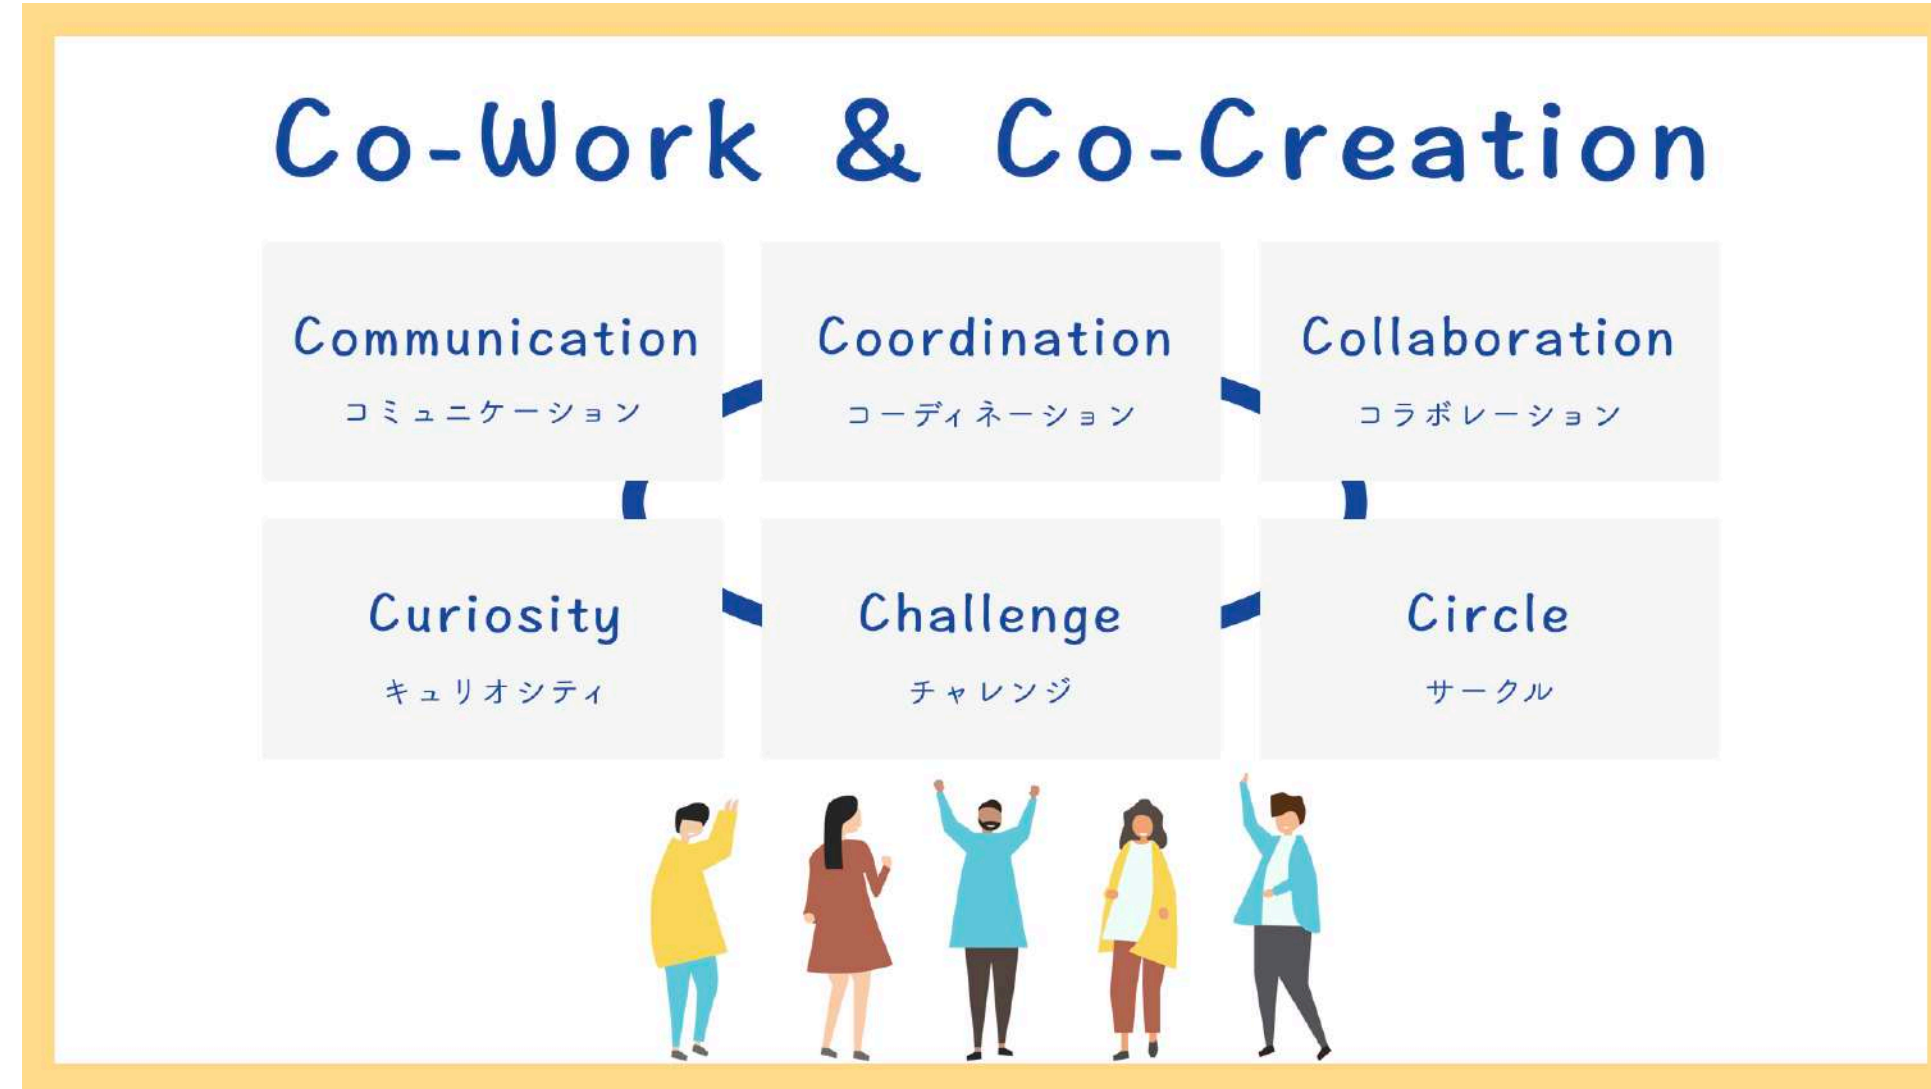 Co-Work & Co-Creation
Communication
コミュニケーション
Coordination
コーディネーション
Collaboration
コラボレーション
Curiosity
キュリオシティ
Challenge
チャレンジ
Circle
サークル